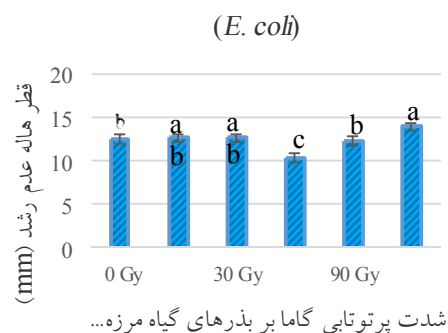 (E. coli)
قطر هاله عدم رشد (mm)
20
15
10
5
0
b
a
b
a
b
c
b
a
0 Gy
30 Gy
90 Gy
شدت پرتوتابی گاما بر بذرهای گیاه مرزه...